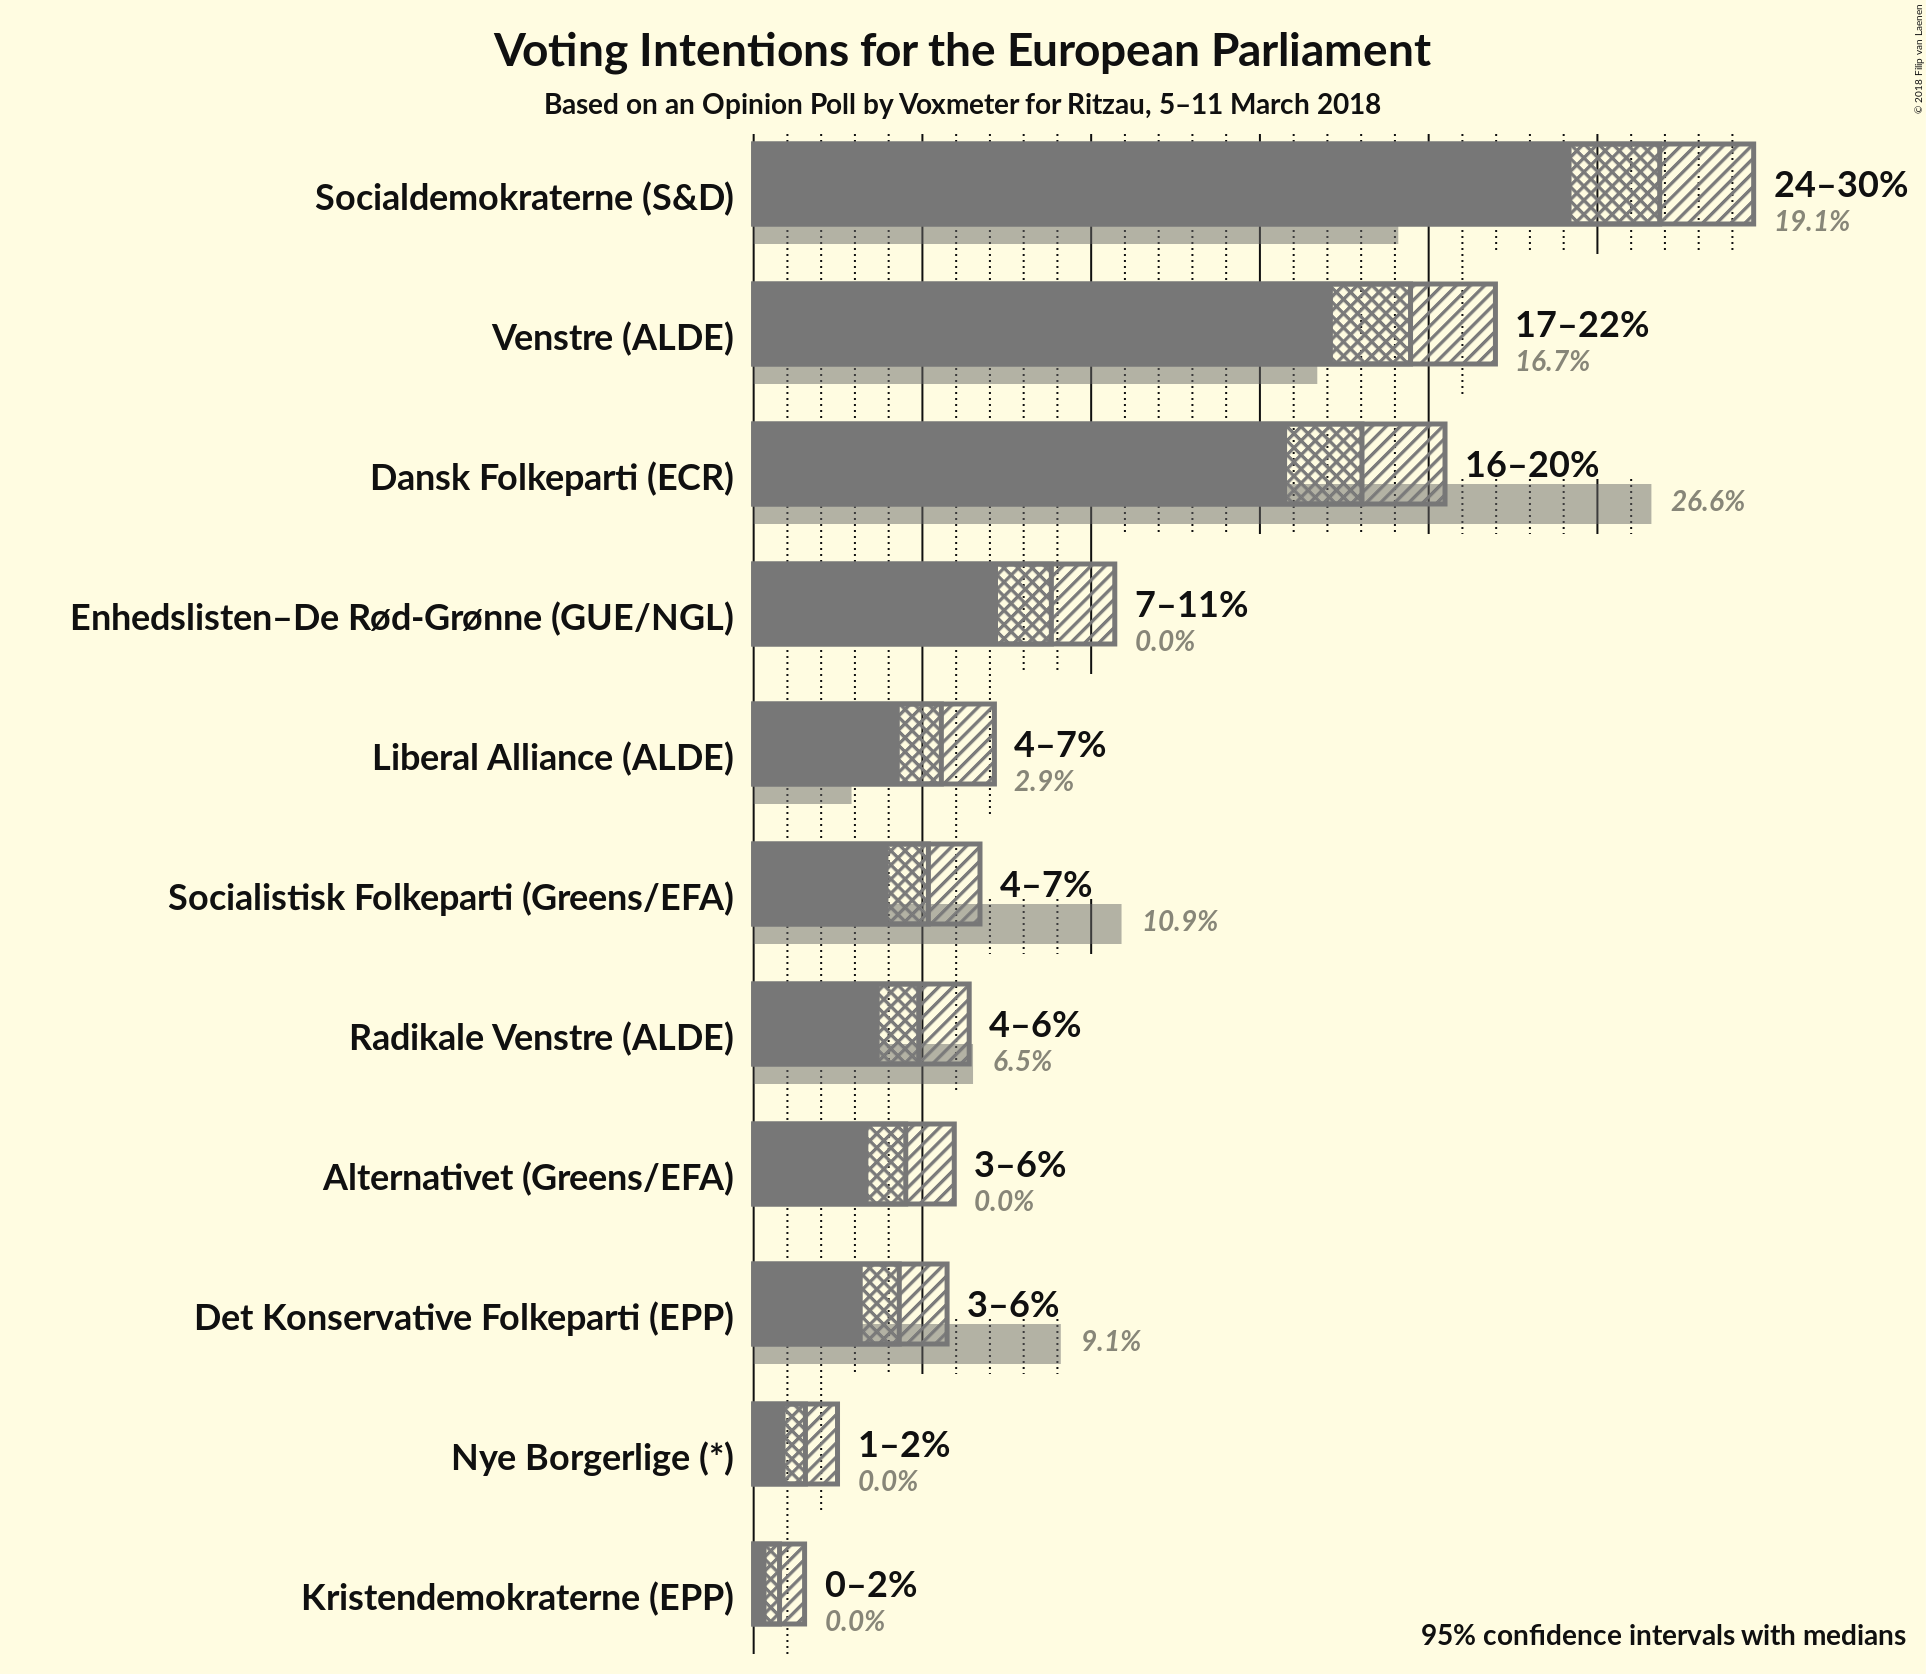 Voting Intentions for the European Parliament
Based on an Opinion Poll by Voxmeter for Ritzau, 5–11 March 2018
© 2018 Filip van Laenen
Socialdemokraterne (S&D)
24–30%
19.1%
Venstre (ALDE)
17–22%
16.7%
Dansk Folkeparti (ECR)
16–20%
26.6%
Enhedslisten–De Rød-Grønne (GUE/NGL)
7–11%
0.0%
Liberal Alliance (ALDE)
4–7%
2.9%
Socialistisk Folkeparti (Greens/EFA)
4–7%
10.9%
Radikale Venstre (ALDE)
4–6%
6.5%
Alternativet (Greens/EFA)
3–6%
0.0%
Det Konservative Folkeparti (EPP)
3–6%
9.1%
Nye Borgerlige (*)
1–2%
0.0%
Kristendemokraterne (EPP)
0–2%
0.0%
95% confidence intervals with medians